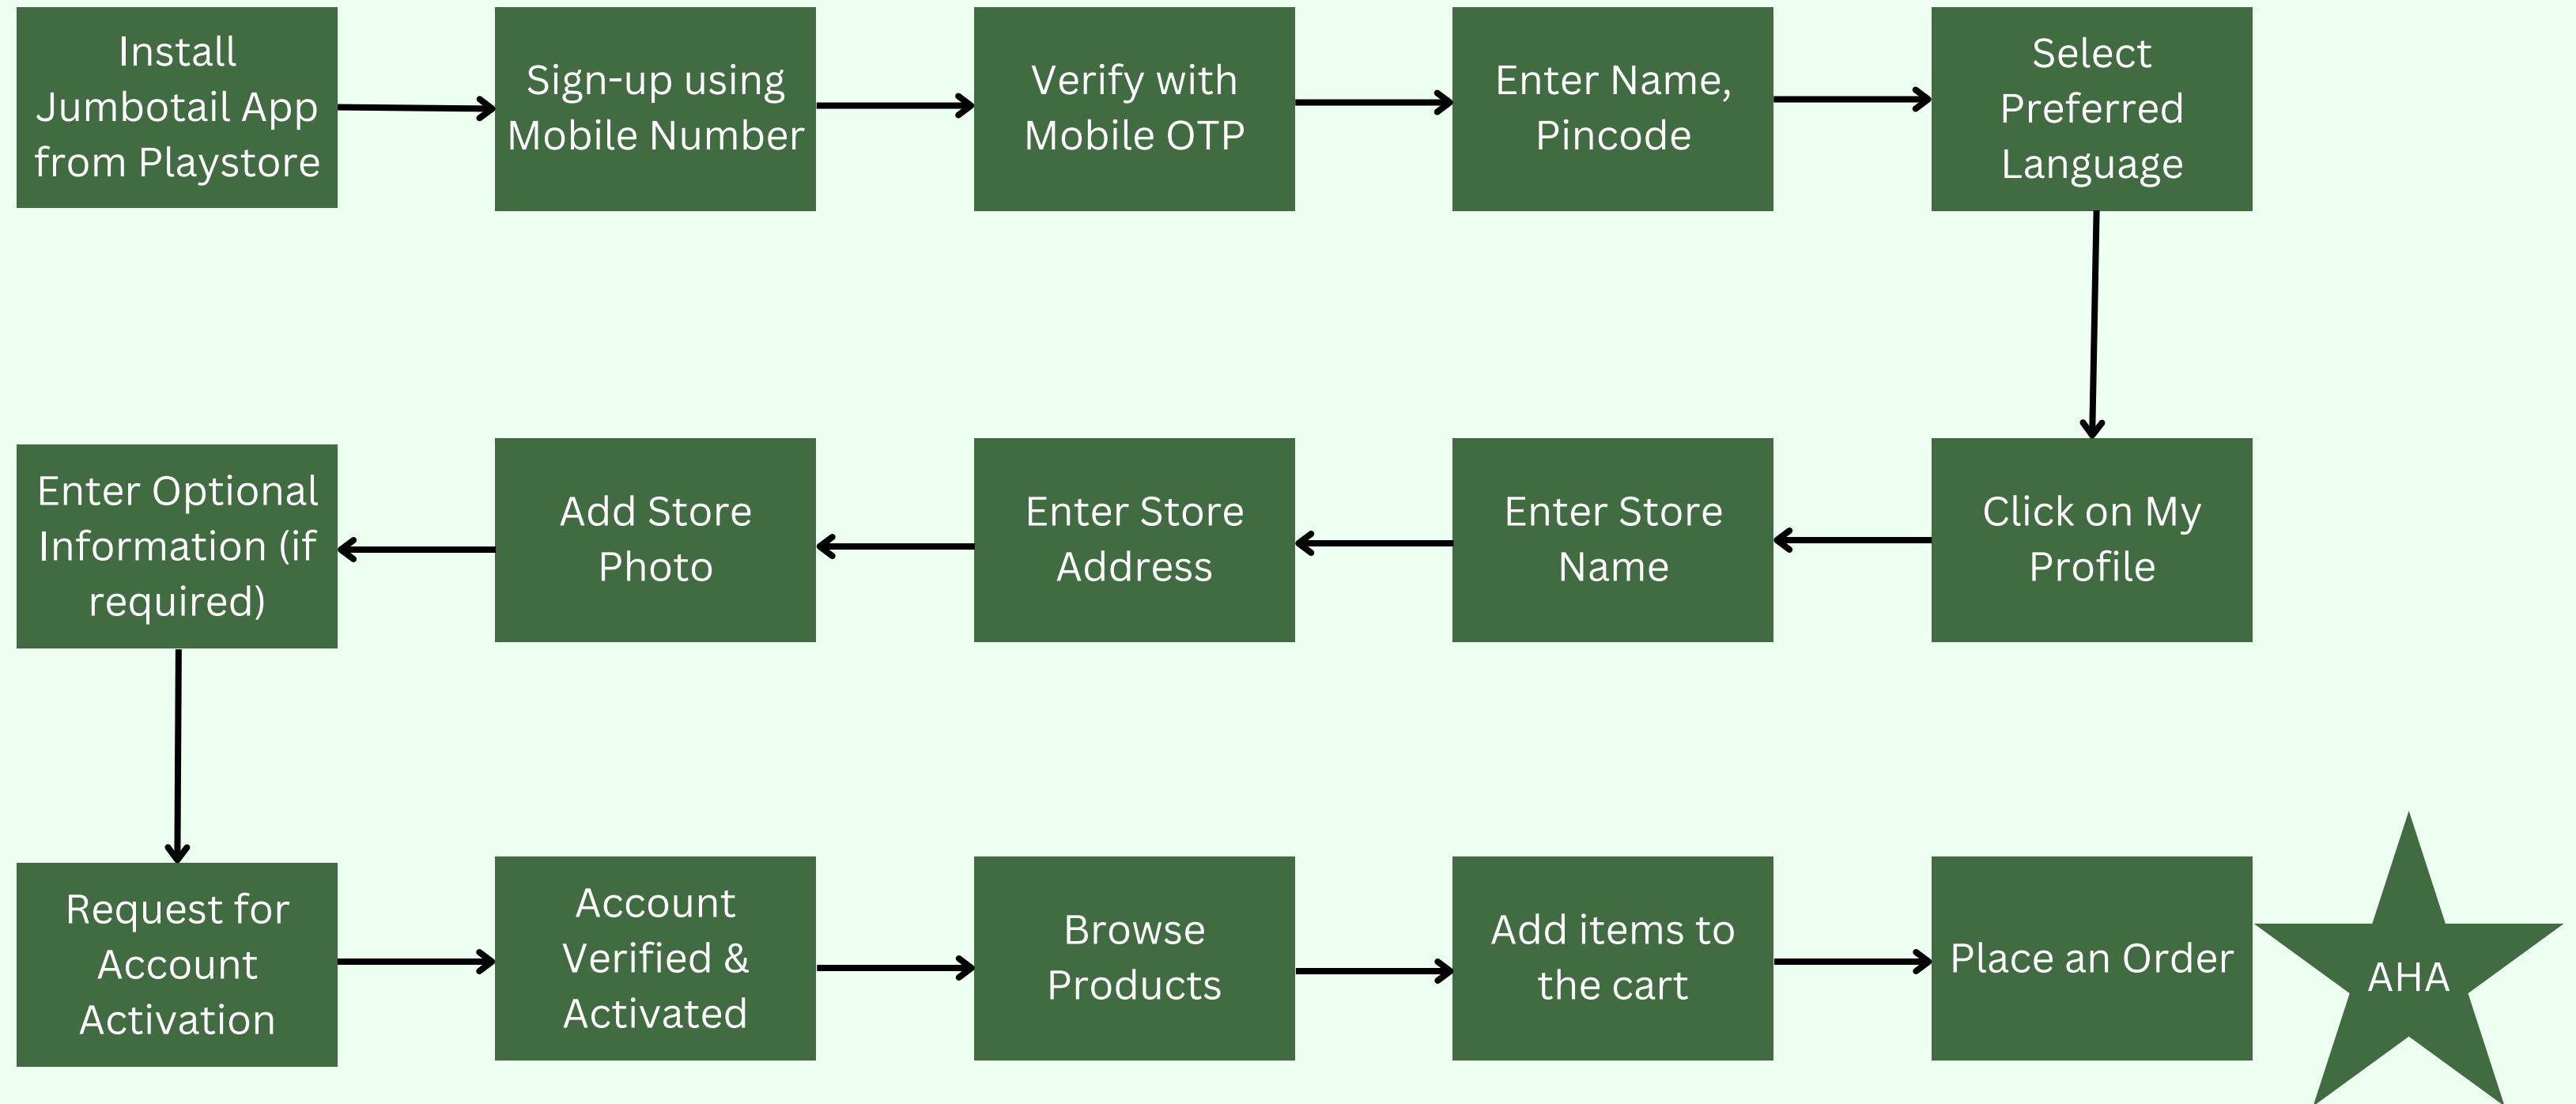 Install
Jumbotail App
from Playstore
Sign-up using
Mobile Number
Verify with
Mobile OTP
Enter Name,
Pincode
Select
Preferred
Language
Click on My
Profile
Enter Store
Name
Enter Store
Address
Add Store
Photo
Enter Optional
Information (if
required)
Request for
Account
Activation
Account
Verified &
Activated
Browse
Products
Add items to
the cart
Place an Order
AHA